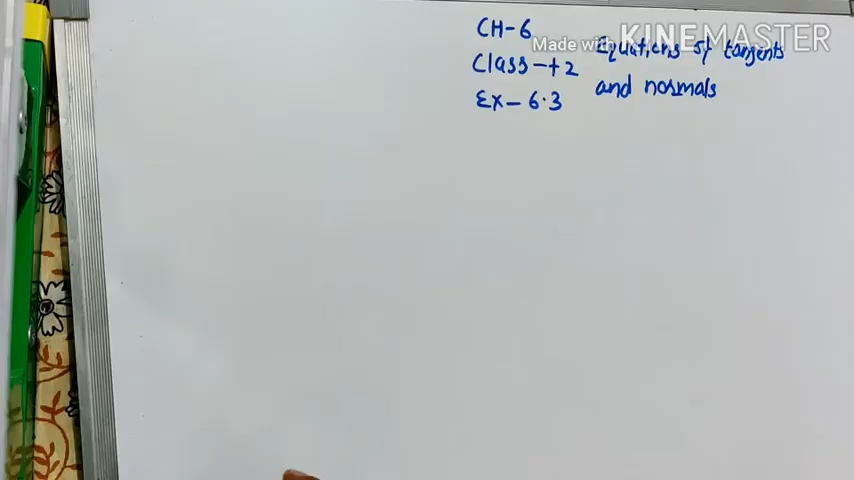 CH-6
Made with KINEMASTER
Equations of tangents
Class-+2
and normals
Ex-6.3